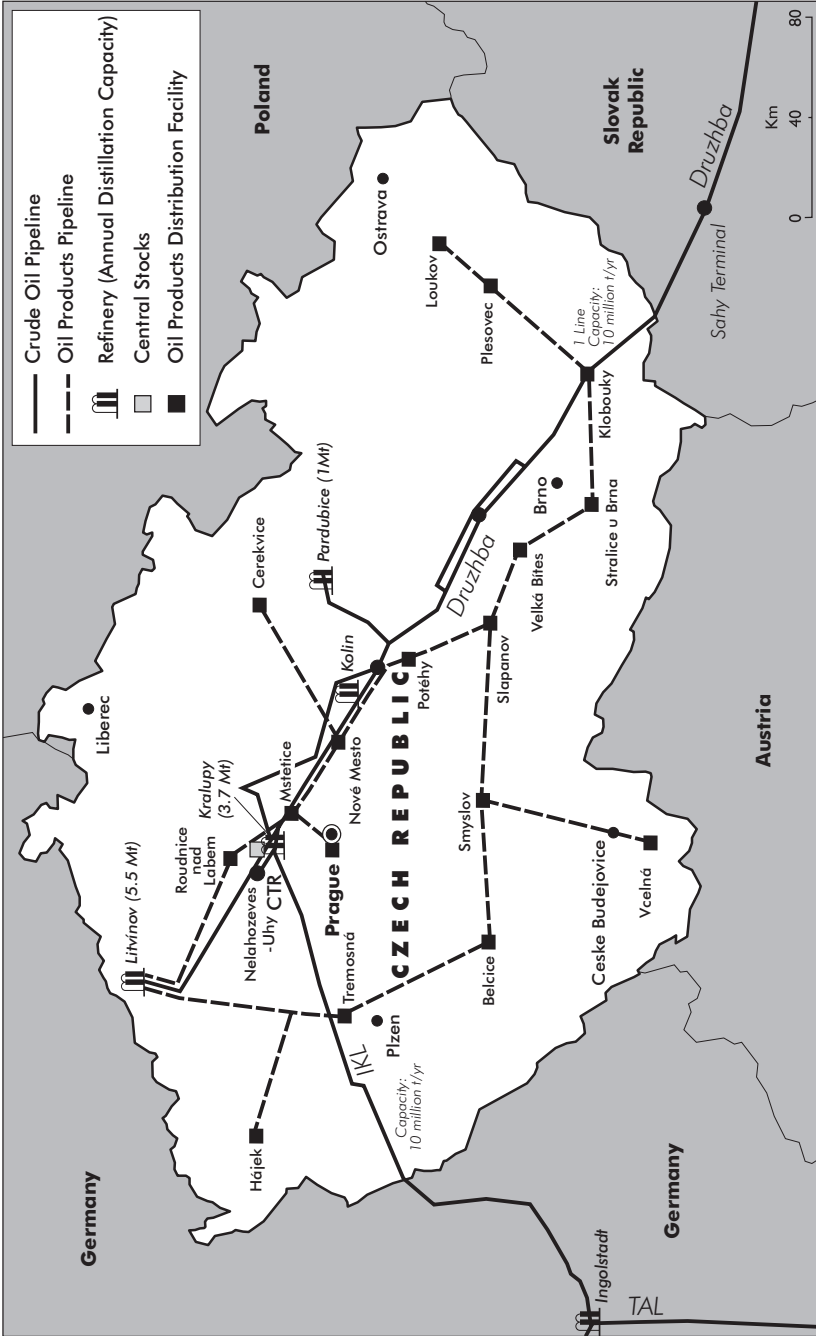 Crude Oil Pipeline
Oil Products Pipeline
Refinery (Annual Distillation Capacity)
Central Stocks
Oil Products Distribution Facility
Germany
Poland
Litvínov (5.5 Mt)
Liberec
Roudnice
nad
Labem
Kralupy
(3.7 Mt)
Cerekvice
Hájek
Nelahozeves
-Uhy
CTR
Mstetice
Pardubice (1Mt)
Kolin
Prague
Nové Mesto
Tremosná
Plzen
IKL
Capacity:
10 million t/yr
CZECH REPUBLIC
Potéhy
Druzhba
Ostrava
Loukov
Plesovec
Belcice
Smyslov
Slapanov
Velká Bites
Brno
Stralice u Brna
Klobouky
1 Line
Capacity:
10 million t/yr
Ceske Budejovice
Vcelná
Slovak
Republic
Druzhba
Sahy Terminal
Germany
Ingolstadt
TAL
Austria
Km
0
40
80